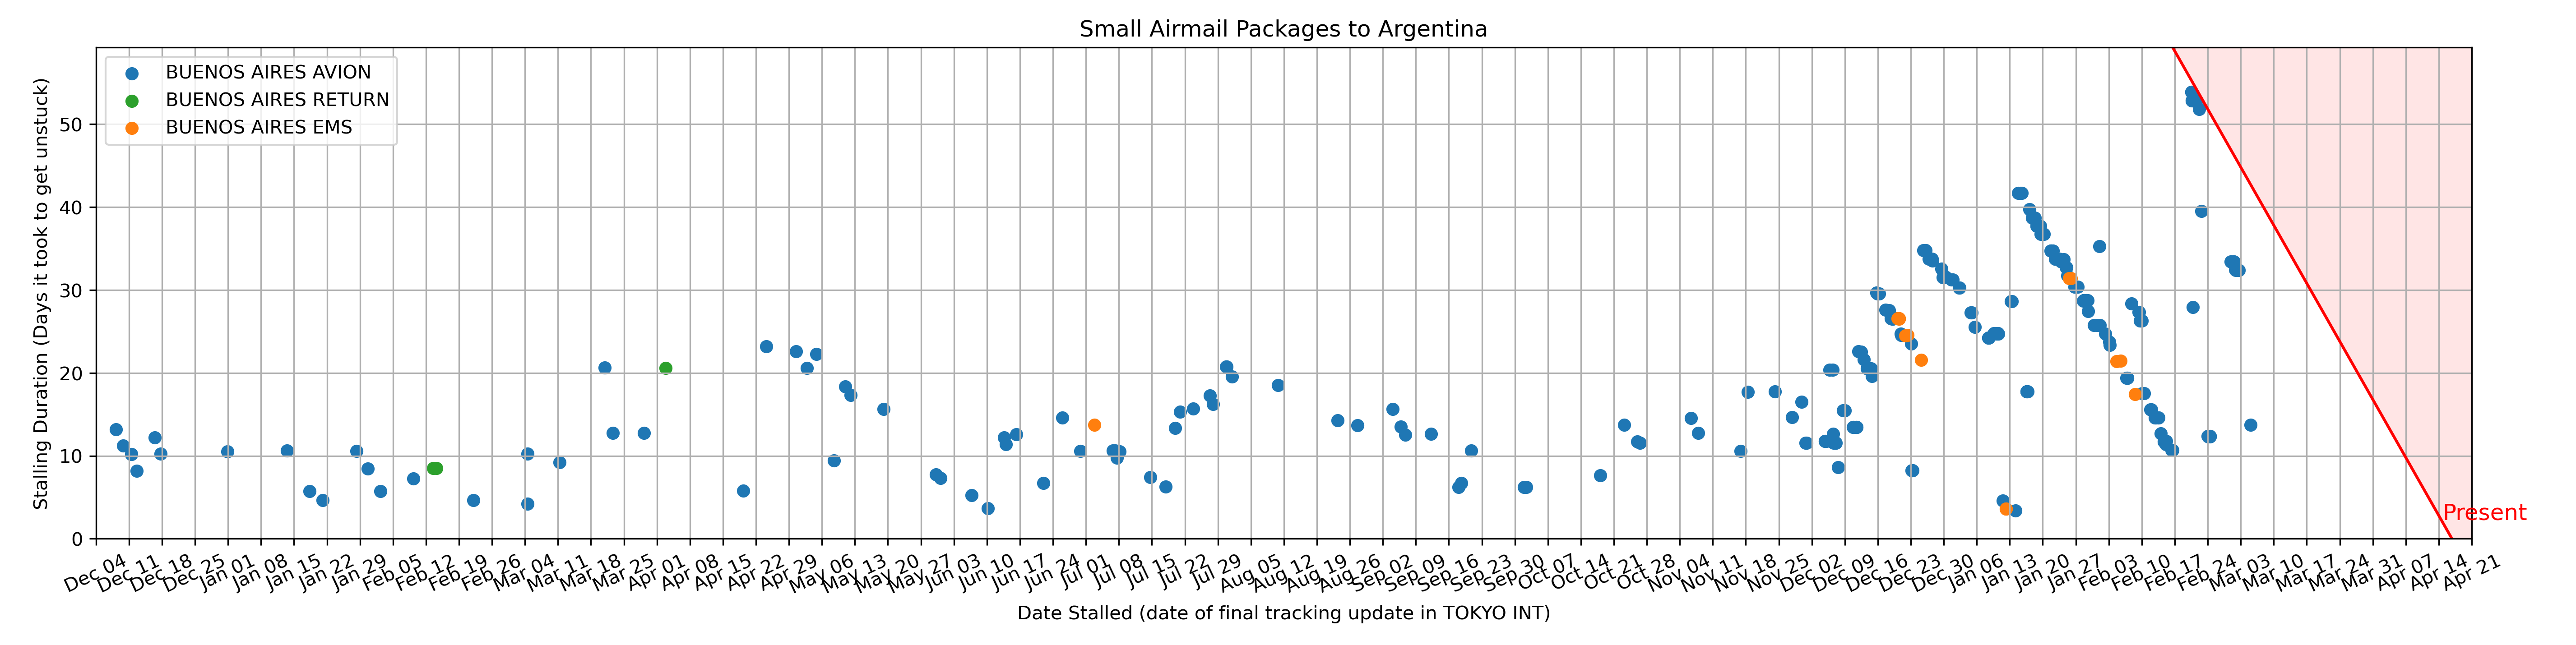 Small Airmail Packages to Argentina
BUENOS AIRES AVION
BUENOS AIRES RETURN
BUENOS AIRES EMS
Stalling Duration (Days it took to get unstuck)
50
40
30
20
10
0
Present
Dec 04 Dec 11 Dec 18 Dec 25 Jan 01 Jan 08 Jan 15 Jan 22 Jan 29 Feb 05 Feb 12 Feb 19 Feb 26 Mar 04 Mar 11 Mar 18 Mar 25 Apr 01 Apr 08 Apr 15 Apr 22 Apr 29 May 06 May 13 May 20 May 27 Jun 03 Jun 10 Jun 17 Jun 24 Jul 01 Jul 08 Jul 15 Jul 22 Jul 29 Aug 05 Aug 12 Aug 19 Aug 26 Sep 02 Sep 09 Sep 16 Sep 23 Sep 30 Oct 07 Oct 14 Oct 21 Oct 28 Nov 04 Nov 11 Nov 18 Nov 25 Dec 02 Dec 09 Dec 16 Dec 23 Dec 30 Jan 06 Jan 13 Jan 20 Jan 27 Feb 03 Feb 10 Feb 17 Feb 24 Mar 03 Mar 10 Mar 17 Mar 24 Mar 31 Apr 07 Apr 14 Apr 21
Date Stalled (date of final tracking update in TOKYO INT)